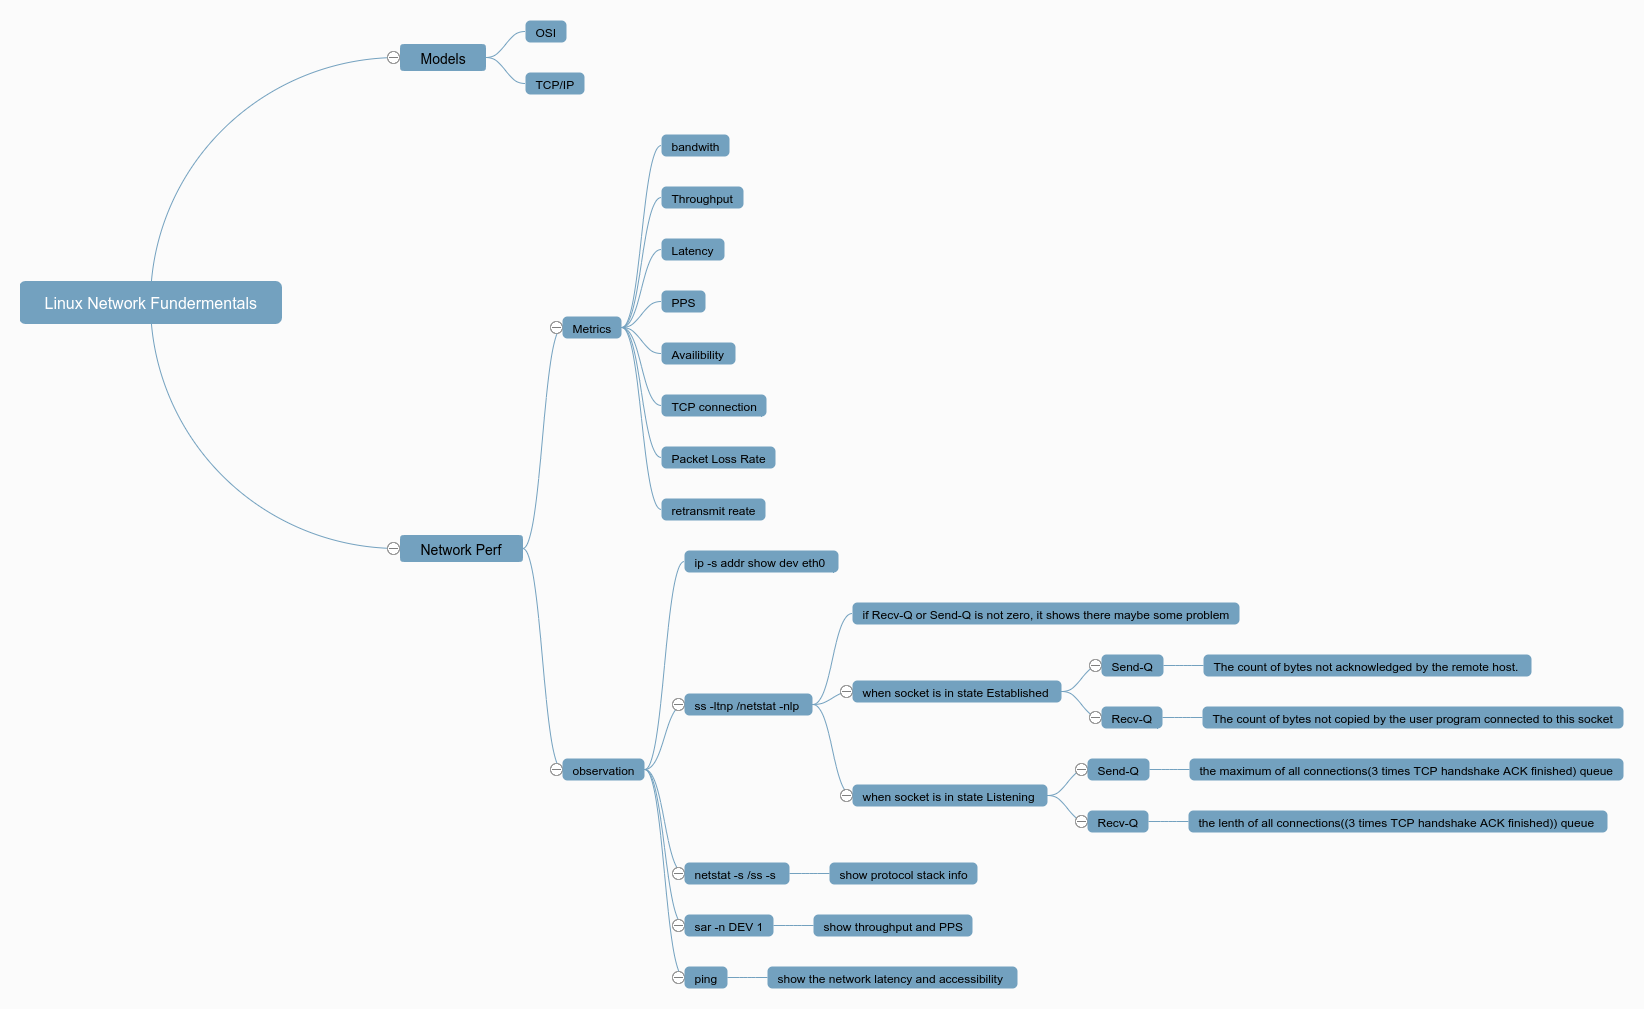 Linux Network Fundermentals
Models
OSI
TCP/IP
Network Perf
Metrics
bandwith
Throughput
Latency
PPS
Availibility
TCP connection
Packet Loss Rate
retransmit reate
observation
ip -s addr show dev eth0
ss -ltnp /netstat -nlp
if Recv-Q or Send-Q is not zero, it shows there maybe some problem
when socket is in state Established
Send-Q
The count of bytes not acknowledged by the remote host.
Recv-Q
The count of bytes not copied by the user program connected to this socket
when socket is in state Listening
Send-Q
the maximum of all connections(3 times TCP handshake ACK finished) queue
Recv-Q
the lenth of all connections((3 times TCP handshake ACK finished)) queue
netstat -s /ss -s
show protocol stack info
sar -n DEV 1
show throughput and PPS
ping
show the network latency and accessibility